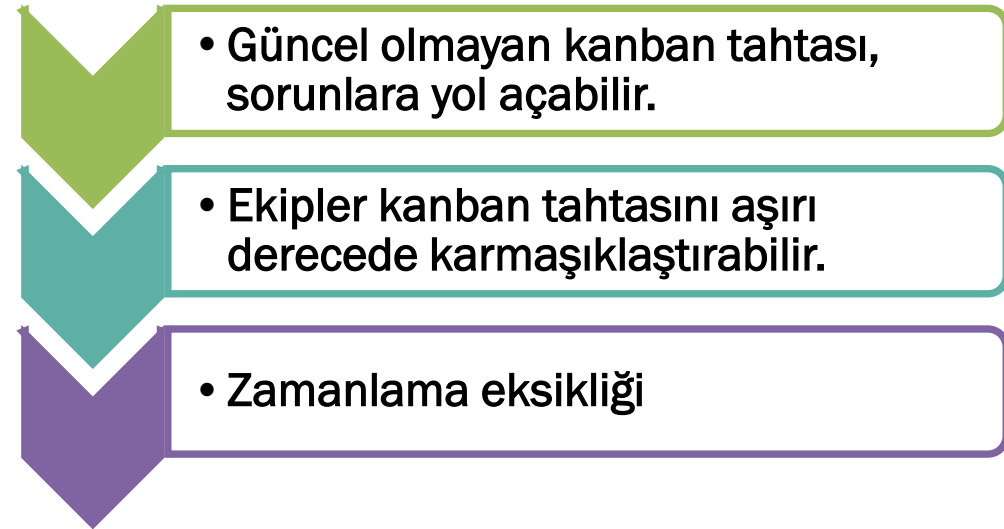 • Güncel olmayan kanban tahtası,
sorunlara yol açabilir.
• Ekipler kanban tahtasını aşırı
derecede karmaşıklaştırabilir.
• Zamanlama eksikliği